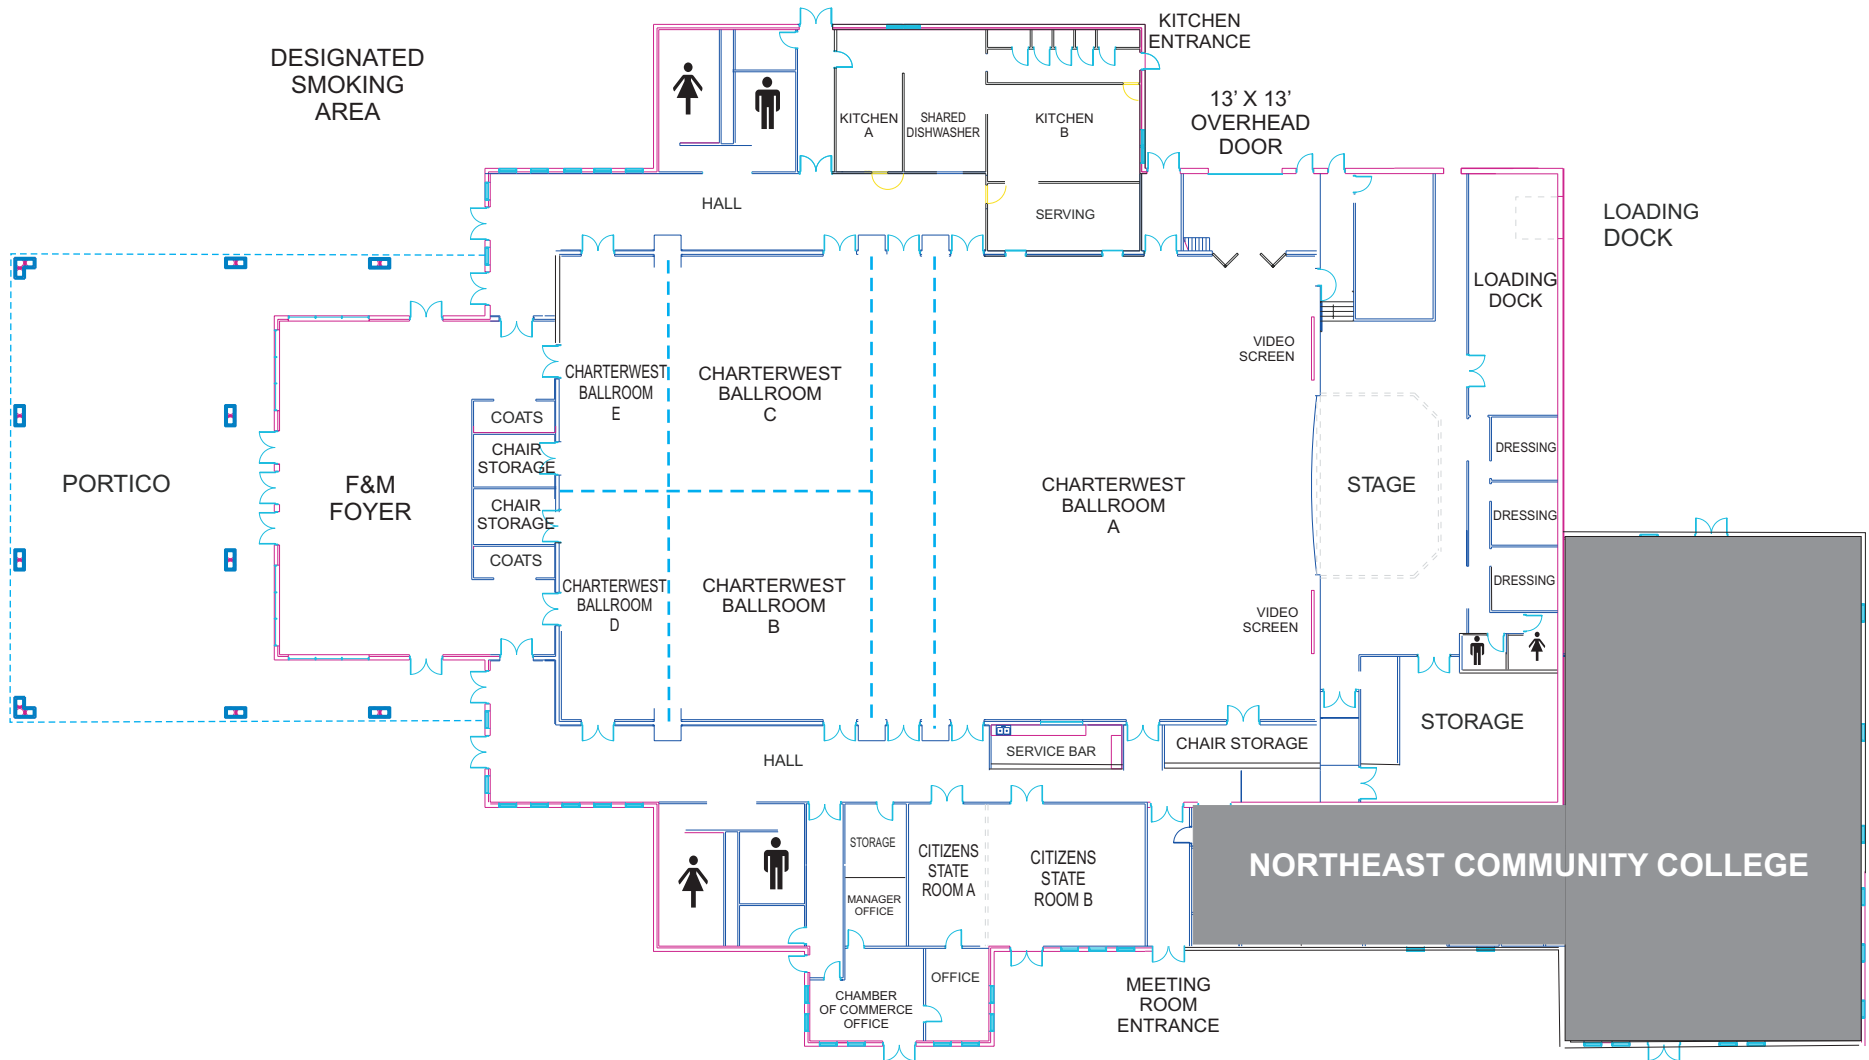 DESIGNATED
SMOKING
AREA
KITCHEN
ENTRANCE
13’ X 13’
OVERHEAD
DOOR
KITCHEN
A
SHARED
DISHWASHER
KITCHEN
B
HALL
SERVING
LOADING
DOCK
LOADING
DOCK
VIDEO
SCREEN
CHARTERWEST
BALLROOM
E
CHARTERWEST
BALLROOM
C
COATS
CHAIR
STORAGE
CHAIR
STORAGE
COATS
PORTICO
F&M
FOYER
CHARTERWEST
BALLROOM
A
STAGE
DRESSING
DRESSING
DRESSING
CHARTERWEST
BALLROOM
D
CHARTERWEST
BALLROOM
B
VIDEO
SCREEN
STORAGE
HALL
SERVICE BAR
CHAIR STORAGE
STORAGE
MANAGER
OFFICE
CITIZENS
STATE
ROOM A
CITIZENS
STATE
ROOM B
NORTHEAST COMMUNITY COLLEGE
OFFICE
CHAMBER
OF COMMERCE
OFFICE
MEETING
ROOM
ENTRANCE